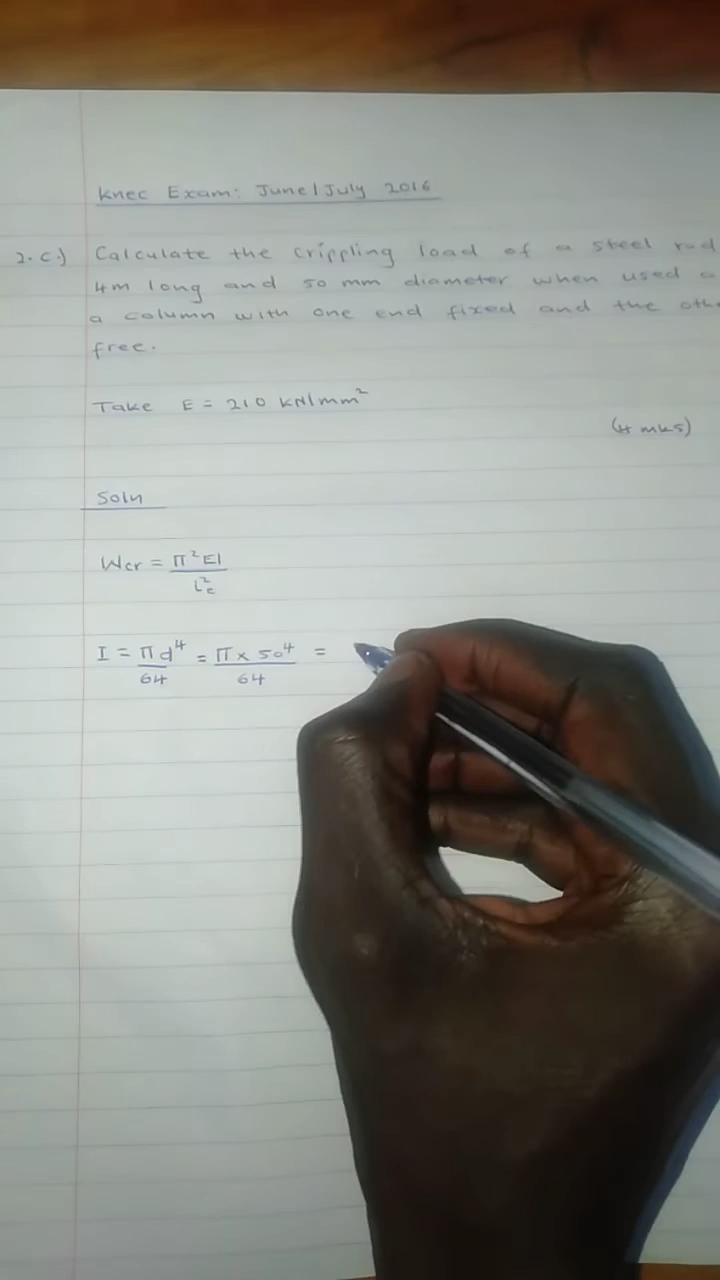 Knec Exam: June/July 2016
2. c.) Calculate the crippling load of a steel rod
4m long and 50 mm diameter when used
a column with one end fixed and the
free.
Take E = 210 kN/mm²
(4 mks)
Soln
Wcr = π²EI / L²e
I = πd⁴/64 = π × 50⁴/64 =